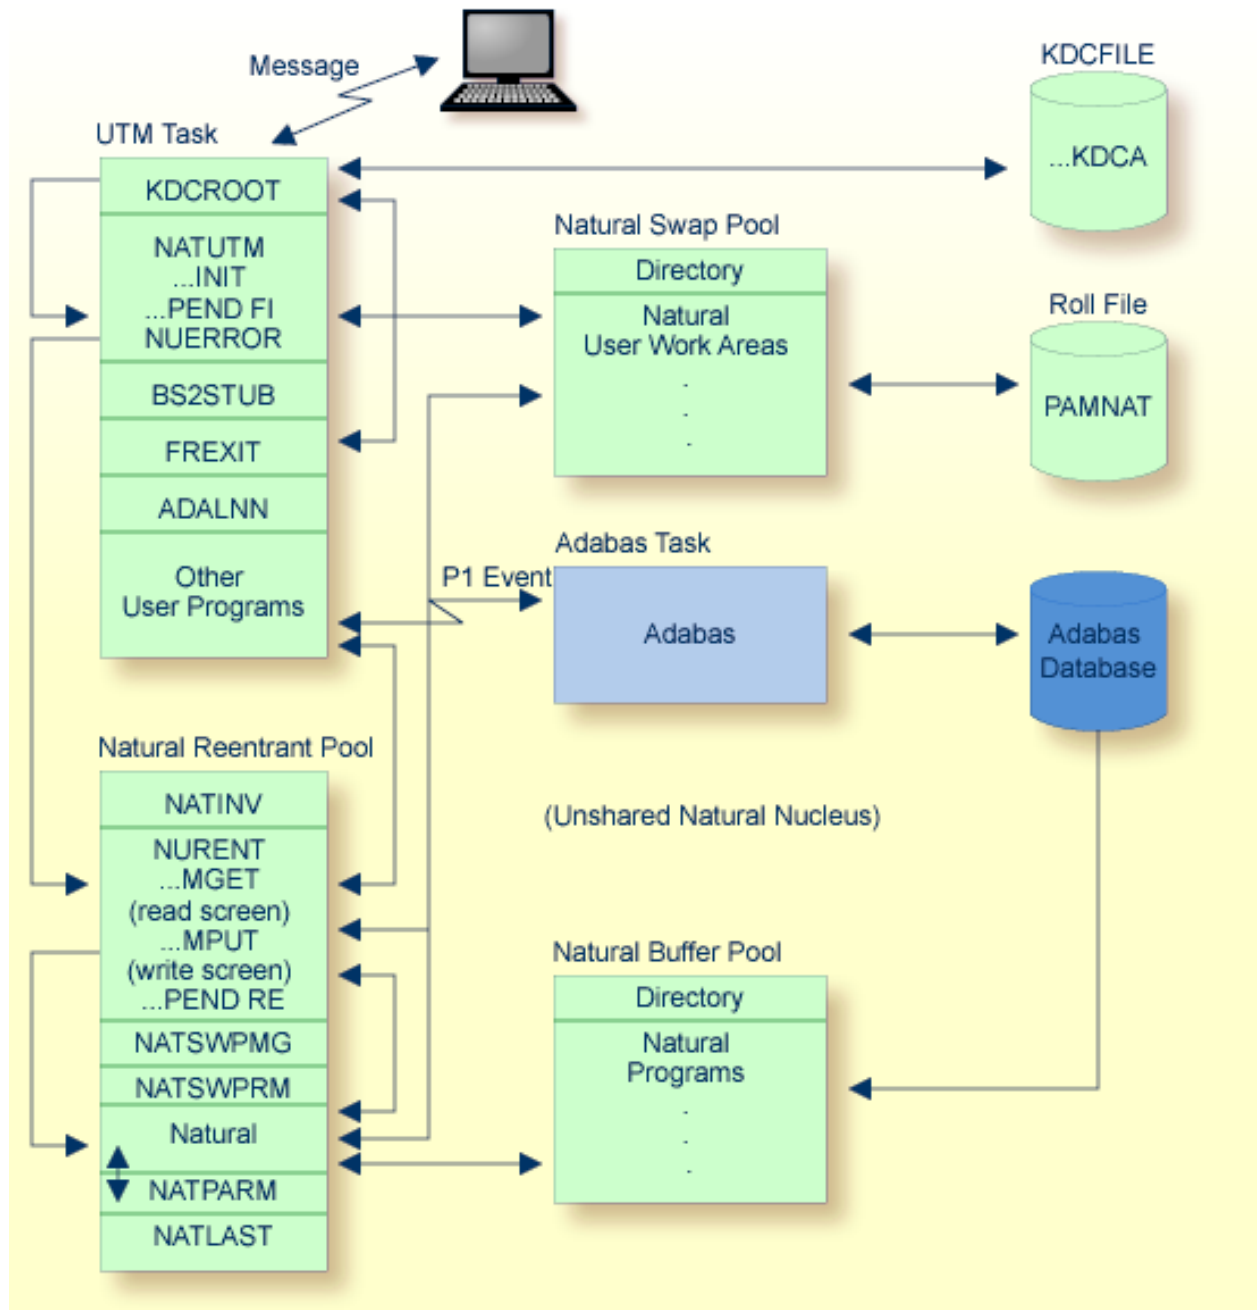 Message
KDCFILE
...KDCA
UTM Task
KDCROOT
NATUTM
...INIT
...PEND FI
NUERROR
BS2STUB
FREXIT
ADALNN
Other
User Programs
Natural Swap Pool
Directory
Natural
User Work Areas
.
.
.
Roll File
PAMNAT
Adabas Task
P1 Event
Adabas
Adabas
Database
Natural Reentrant Pool
NATINV
NURENT
...MGET
(read screen)
...MPUT
(write screen)
...PEND RE
NATSWPMG
NATSWPRM
Natural
NATPARM
NATLAST
(Unshared Natural Nucleus)
Natural Buffer Pool
Directory
Natural
Programs
.
.
.